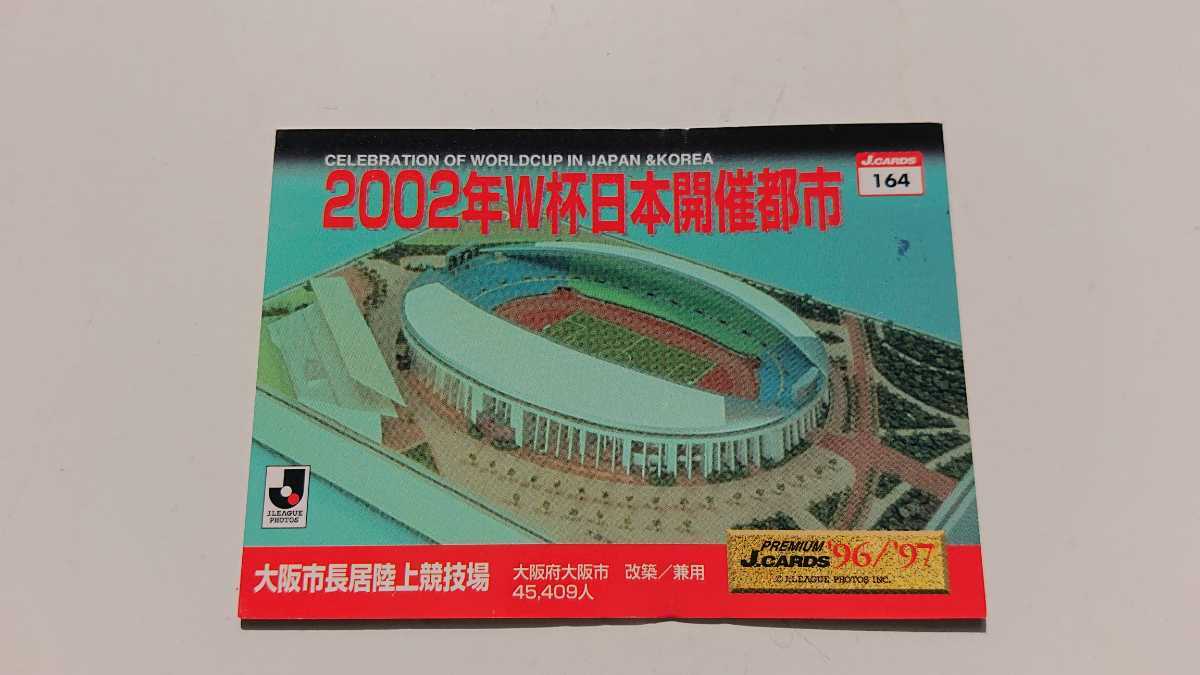 CELEBRATION OF WORLDCUP IN JAPAN &KOREA
2002年W杯日本開催都市
J.CARDS
164
J.LEAGUE
PHOTOS
大阪市長居陸上競技場
大阪府大阪市 改築/兼用
45,409人
PREMIUM
J.CARDS '96/'97
© J.LEAGUE PHOTOS INC.